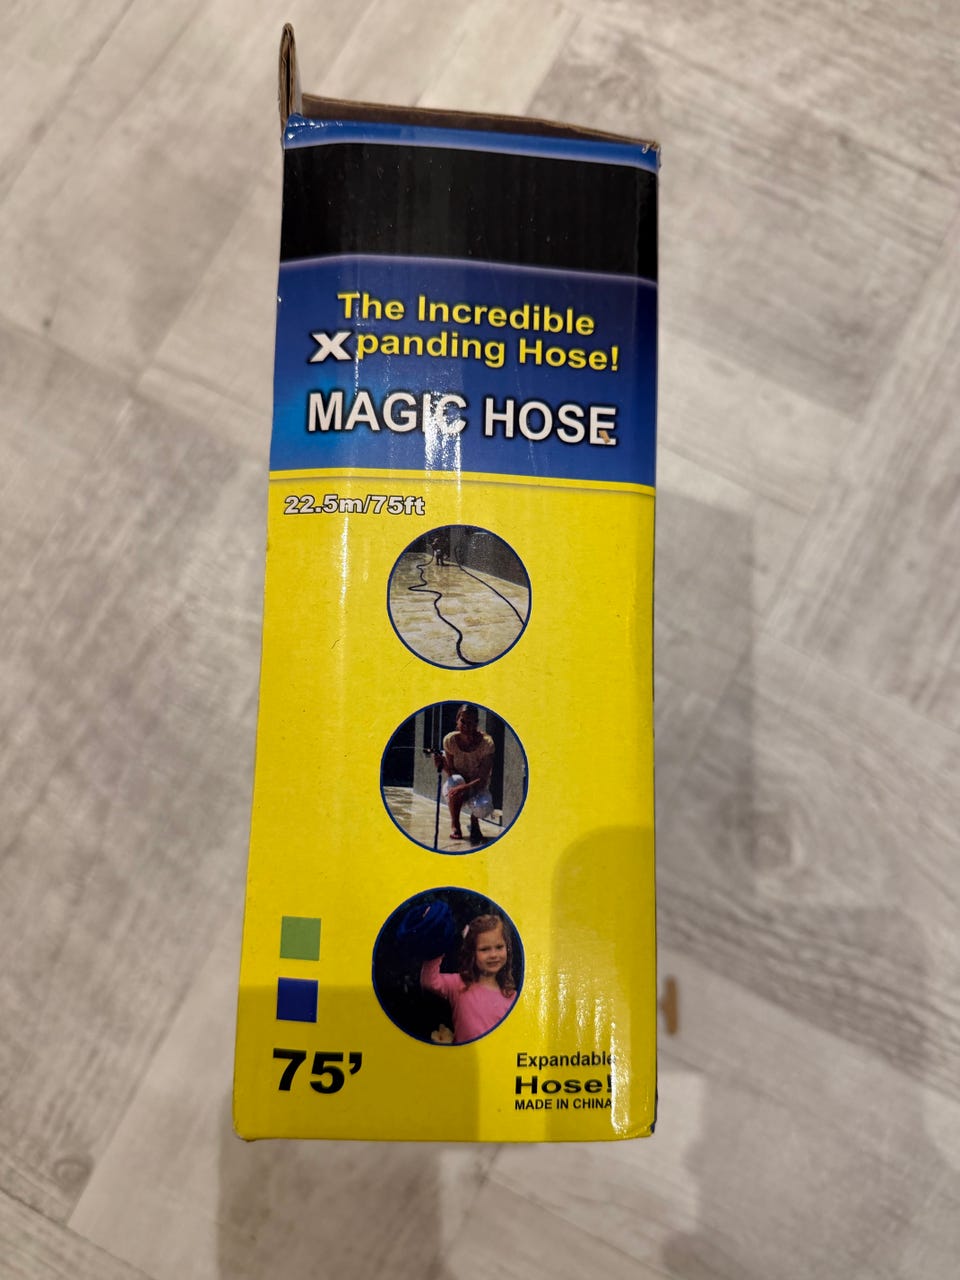 The Incredible
Xpanding Hose!
MAGIC HOSE
22.5m/75ft
75’
Expandable
Hose!
MADE IN CHINA